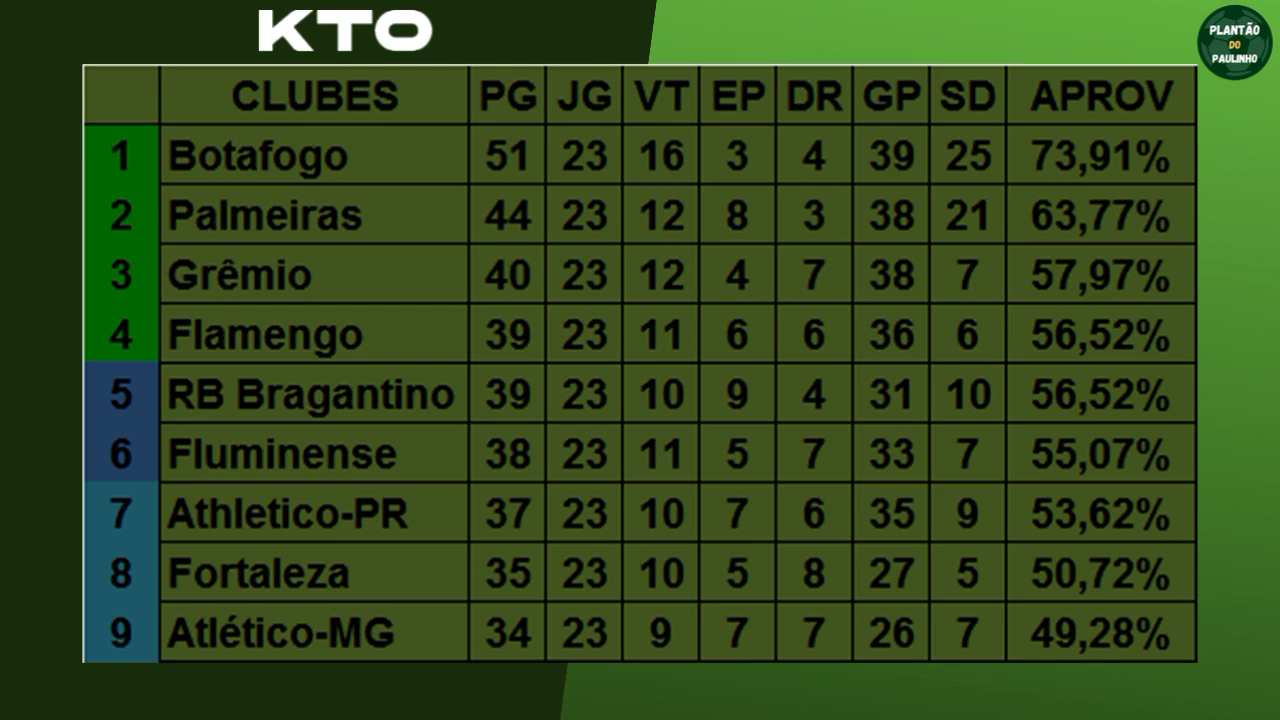 KTO
PLANTÃO
DO
PAULINHO
CLUBES PG JG VT EP DR GP SD APROV
1 Botafogo 51 23 16 3 4 39 25 73,91%
2 Palmeiras 44 23 12 8 3 38 21 63,77%
3 Grêmio 40 23 12 4 7 38 7 57,97%
4 Flamengo 39 23 11 6 6 36 6 56,52%
5 RB Bragantino 39 23 10 9 4 31 10 56,52%
6 Fluminense 38 23 11 5 7 33 7 55,07%
7 Athletico-PR 37 23 10 7 6 35 9 53,62%
8 Fortaleza 35 23 10 5 8 27 5 50,72%
9 Atlético-MG 34 23 9 7 7 26 7 49,28%